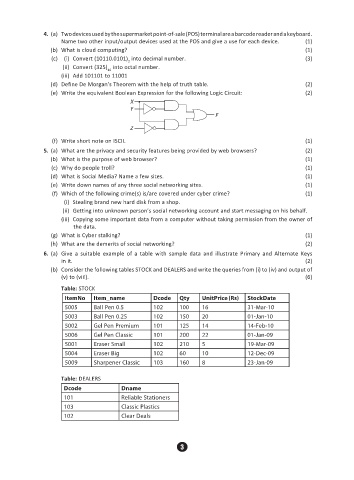 4. (a) Two devices used by the supermarket point-of-sale (POS) terminal are a barcode reader and a keyboard.
Name two other input/output devices used at the POS and give a use for each device. (1)
(b) What is cloud computing? (1)
(c) (i) Convert (10110.0101)2 into decimal number. (3)
(ii) Convert (325)10 into octal number.
(iii) Add 101101 to 11001
(d) Define De Morgan's Theorem with the help of truth table. (2)
(e) Write the equivalent Boolean Expression for the following Logic Circuit: (2)
X
Y
F
Z
(f) Write short note on ISCII. (1)
5. (a) What are the privacy and security features being provided by web browsers? (2)
(b) What is the purpose of web browser? (1)
(c) Why do people troll? (1)
(d) What is Social Media? Name a few sites. (1)
(e) Write down names of any three social networking sites. (1)
(f) Which of the following crime(s) is/are covered under cyber crime? (1)
(i) Stealing brand new hard disk from a shop.
(ii) Getting into unknown person's social networking account and start messaging on his behalf.
(iii) Copying some important data from a computer without taking permission from the owner of
the data.
(g) What is Cyber stalking? (1)
(h) What are the demerits of social networking? (2)
6. (a) Give a suitable example of a table with sample data and illustrate Primary and Alternate Keys
in it. (2)
(b) Consider the following tables STOCK and DEALERS and write the queries from (i) to (iv) and output of
(v) to (viii). (6)
Table: STOCK
ItemNo Item_name Dcode Qty UnitPrice (Rs) StockDate
5005 Ball Pen 0.5 102 100 16 31-Mar-10
5003 Ball Pen 0.25 102 150 20 01-Jan-10
5002 Gel Pen Premium 101 125 14 14-Feb-10
5006 Gel Pen Classic 101 200 22 01-Jan-09
5001 Eraser Small 102 210 5 19-Mar-09
5004 Eraser Big 102 60 10 12-Dec-09
5009 Sharpener Classic 103 160 8 23-Jan-09
Table: DEALERS
Dcode Dname
101 Reliable Stationers
103 Classic Plastics
102 Clear Deals
3